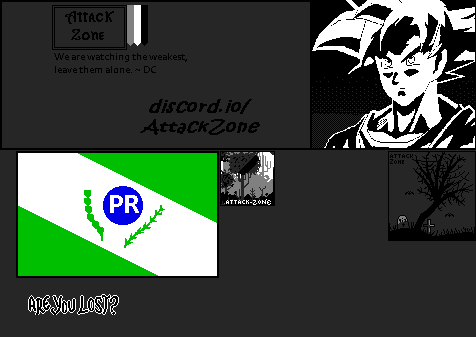 Attack
Zone
We are watching the weakest,
leave them alone. ~ DC
discord.io/
AttackZone
PR
.ATTACK-ZONE
ATTACK
ZONE
ARE YOU LOST?